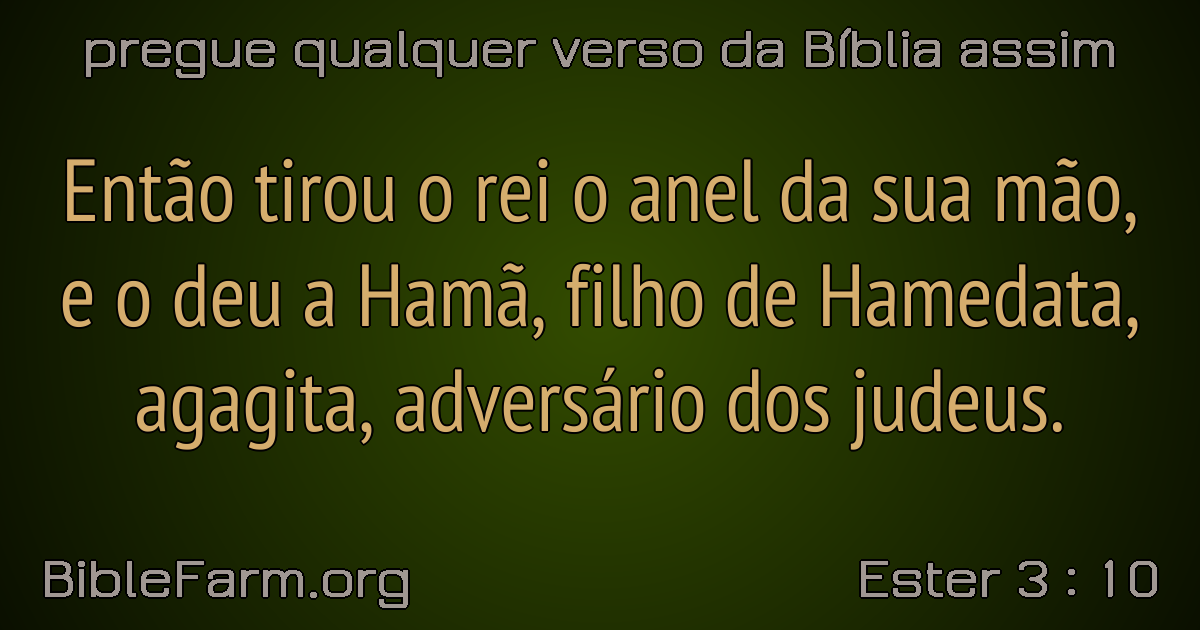 pregue qualquer verso da Bíblia assim
Então tirou o rei o anel da sua mão,
e o deu a Hamã, filho de Hamedata,
agagita, adversário dos judeus.
BibleFarm.org
Ester 3 : 10